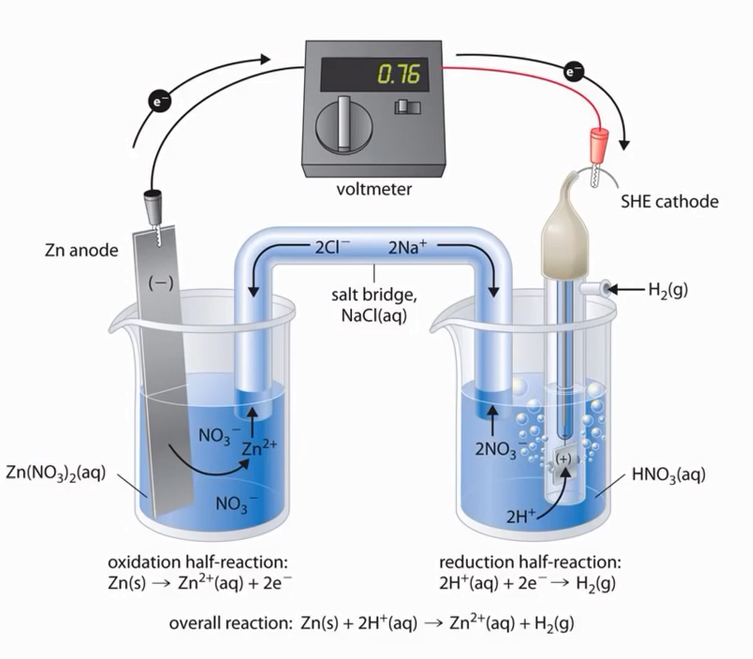 e⁻
0.76
e⁻
voltmeter
SHE cathode
Zn anode
(−)
2Cl⁻
2Na⁺
salt bridge,
NaCl(aq)
H₂(g)
NO₃⁻
Zn²⁺
2NO₃⁻
(+)
Zn(NO₃)₂(aq)
HNO₃(aq)
NO₃⁻
2H⁺
oxidation half-reaction:
Zn(s) → Zn²⁺(aq) + 2e⁻
reduction half-reaction:
2H⁺(aq) + 2e⁻ → H₂(g)
overall reaction: Zn(s) + 2H⁺(aq) → Zn²⁺(aq) + H₂(g)